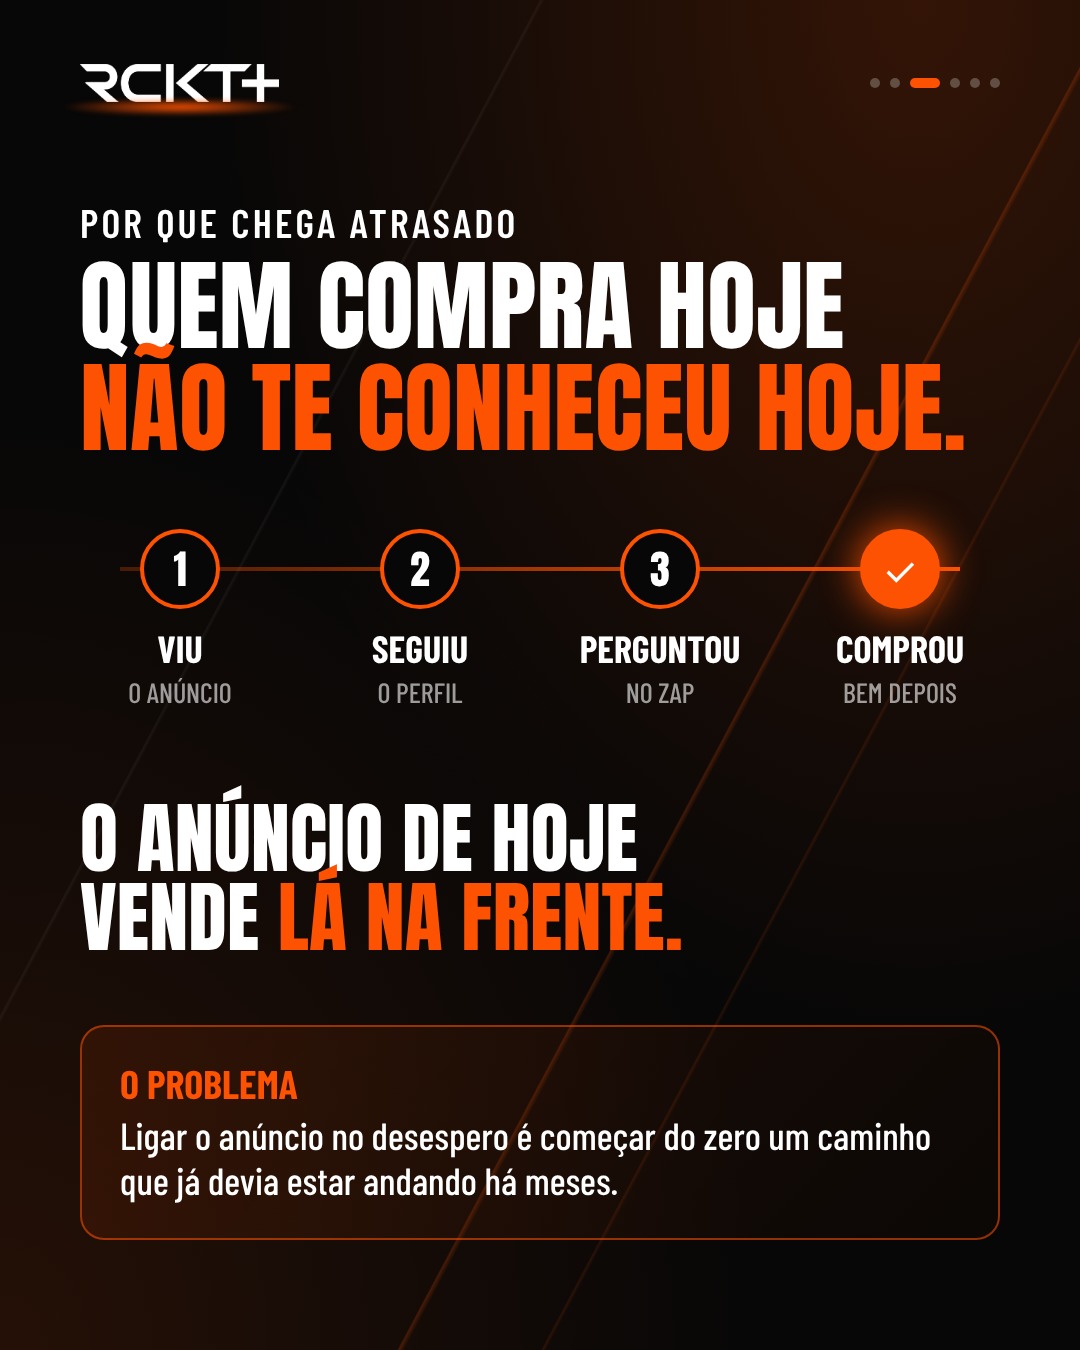 RCKT+
POR QUE CHEGA ATRASADO
QUEM COMPRA HOJE
NÃO TE CONHECEU HOJE.
1 2 3
VIU SEGUIU PERGUNTOU COMPROU
O ANÚNCIO O PERFIL NO ZAP BEM DEPOIS
O ANÚNCIO DE HOJE
VENDE LÁ NA FRENTE.
O PROBLEMA
Ligar o anúncio no desespero é começar do zero um caminho
que já devia estar andando há meses.